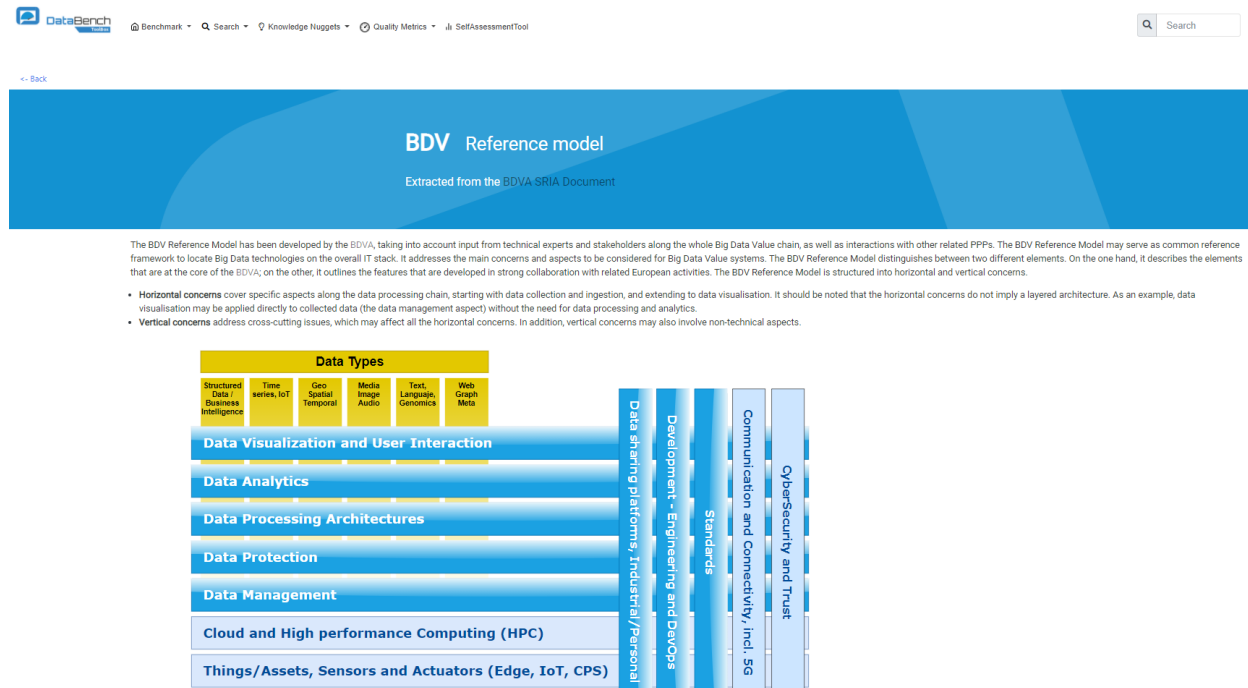 DataBench
Toolbox
Benchmark
Search
Knowledge Nuggets
Quality Metrics
SelfAssessmentTool
Search
<- Back
BDV Reference model
Extracted from the BDVA SRIA Document
The BDV Reference Model has been developed by the BDVA, taking into account input from technical experts and stakeholders along the whole Big Data Value chain, as well as interactions with other related PPPs. The BDV Reference Model may serve as common reference
framework to locate Big Data technologies on the overall IT stack. It addresses the main concerns and aspects to be considered for Big Data Value systems. The BDV Reference Model distinguishes between two different elements. On the one hand, it describes the elements
that are at the core of the BDVA; on the other, it outlines the features that are developed in strong collaboration with related European activities. The BDV Reference Model is structured into horizontal and vertical concerns.
• Horizontal concerns cover specific aspects along the data processing chain, starting with data collection and ingestion, and extending to data visualisation. It should be noted that the horizontal concerns do not imply a layered architecture. As an example, data
visualisation may be applied directly to collected data (the data management aspect) without the need for data processing and analytics.
• Vertical concerns address cross-cutting issues, which may affect all the horizontal concerns. In addition, vertical concerns may also involve non-technical aspects.
Data Types
Structured
Data /
Business
Intelligence
Time
series, IoT
Geo
Spatial
Temporal
Media
Image
Audio
Text,
Languaje,
Genomics
Web
Graph
Meta
Data Visualization and User Interaction
Data Analytics
Data Processing Architectures
Data Protection
Data Management
Cloud and High performance Computing (HPC)
Things/Assets, Sensors and Actuators (Edge, IoT, CPS)
Data sharing platforms, Industrial/Personal
Development - Engineering and DevOps
Standards
Communication and Connectivity, incl. 5G
CyberSecurity and Trust